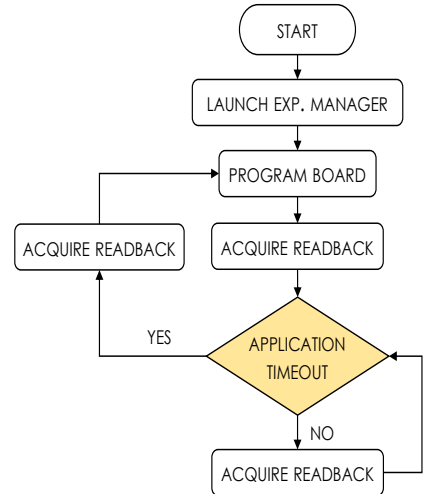 START
LAUNCH EXP. MANAGER
PROGRAM BOARD
ACQUIRE READBACK
ACQUIRE READBACK
YES
APPLICATION
TIMEOUT
NO
ACQUIRE READBACK